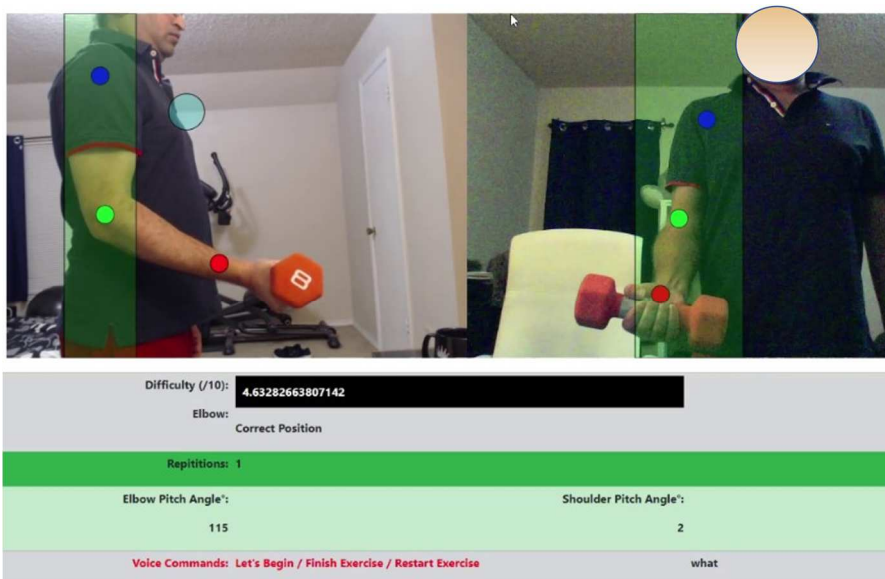 8
Difficulty (/10): 4.63282663807142
Elbow:
Correct Position
Repititions: 1
Elbow Pitch Angle°: Shoulder Pitch Angle°:
115 2
Voice Commands: Let's Begin / Finish Exercise / Restart Exercise what